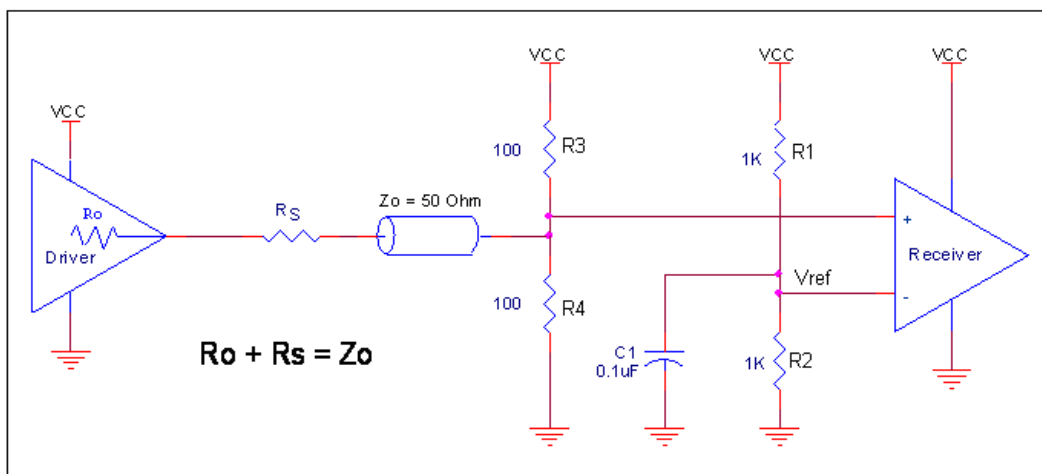 VCC
VCC
VCC
VCC
100
R3
1K
R1
Ro
Driver
RS
Zo = 50 Ohm
+
Receiver
-
Vref
100
R4
C1
0.1uF
1K
R2
Ro + Rs = Zo